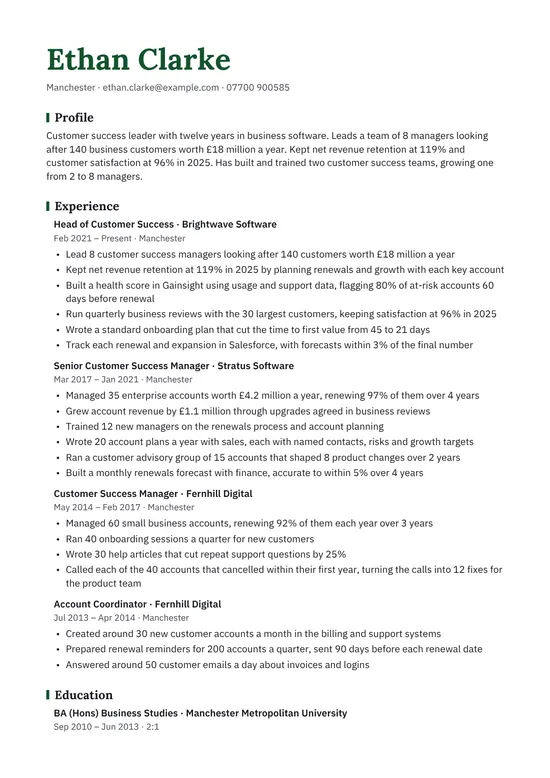 Ethan Clarke
Manchester · ethan.clarke@example.com · 07700 900585
Profile
Customer success leader with twelve years in business software. Leads a team of 8 managers looking
after 140 business customers worth £18 million a year. Kept net revenue retention at 119% and
customer satisfaction at 96% in 2025. Has built and trained two customer success teams, growing one
from 2 to 8 managers.
Experience
Head of Customer Success · Brightwave Software
Feb 2021 – Present · Manchester
• Lead 8 customer success managers looking after 140 customers worth £18 million a year
• Kept net revenue retention at 119% in 2025 by planning renewals and growth with each key account
• Built a health score in Gainsight using usage and support data, flagging 80% of at-risk accounts 60
days before renewal
• Run quarterly business reviews with the 30 largest customers, keeping satisfaction at 96% in 2025
• Wrote a standard onboarding plan that cut the time to first value from 45 to 21 days
• Track each renewal and expansion in Salesforce, with forecasts within 3% of the final number
Senior Customer Success Manager · Stratus Software
Mar 2017 – Jan 2021 · Manchester
• Managed 35 enterprise accounts worth £4.2 million a year, renewing 97% of them over 4 years
• Grew account revenue by £1.1 million through upgrades agreed in business reviews
• Trained 12 new managers on the renewals process and account planning
• Wrote 20 account plans a year with sales, each with named contacts, risks and growth targets
• Ran a customer advisory group of 15 accounts that shaped 8 product changes over 2 years
• Built a monthly renewals forecast with finance, accurate to within 5% over 4 years
Customer Success Manager · Fernhill Digital
May 2014 – Feb 2017 · Manchester
• Managed 60 small business accounts, renewing 92% of them each year over 3 years
• Ran 40 onboarding sessions a quarter for new customers
• Wrote 30 help articles that cut repeat support questions by 25%
• Called each of the 40 accounts that cancelled within their first year, turning the calls into 12 fixes for
the product team
Account Coordinator · Fernhill Digital
Jul 2013 – Apr 2014 · Manchester
• Created around 30 new customer accounts a month in the billing and support systems
• Prepared renewal reminders for 200 accounts a quarter, sent 90 days before each renewal date
• Answered around 50 customer emails a day about invoices and logins
Education
BA (Hons) Business Studies · Manchester Metropolitan University
Sep 2010 – Jun 2013 · 2:1